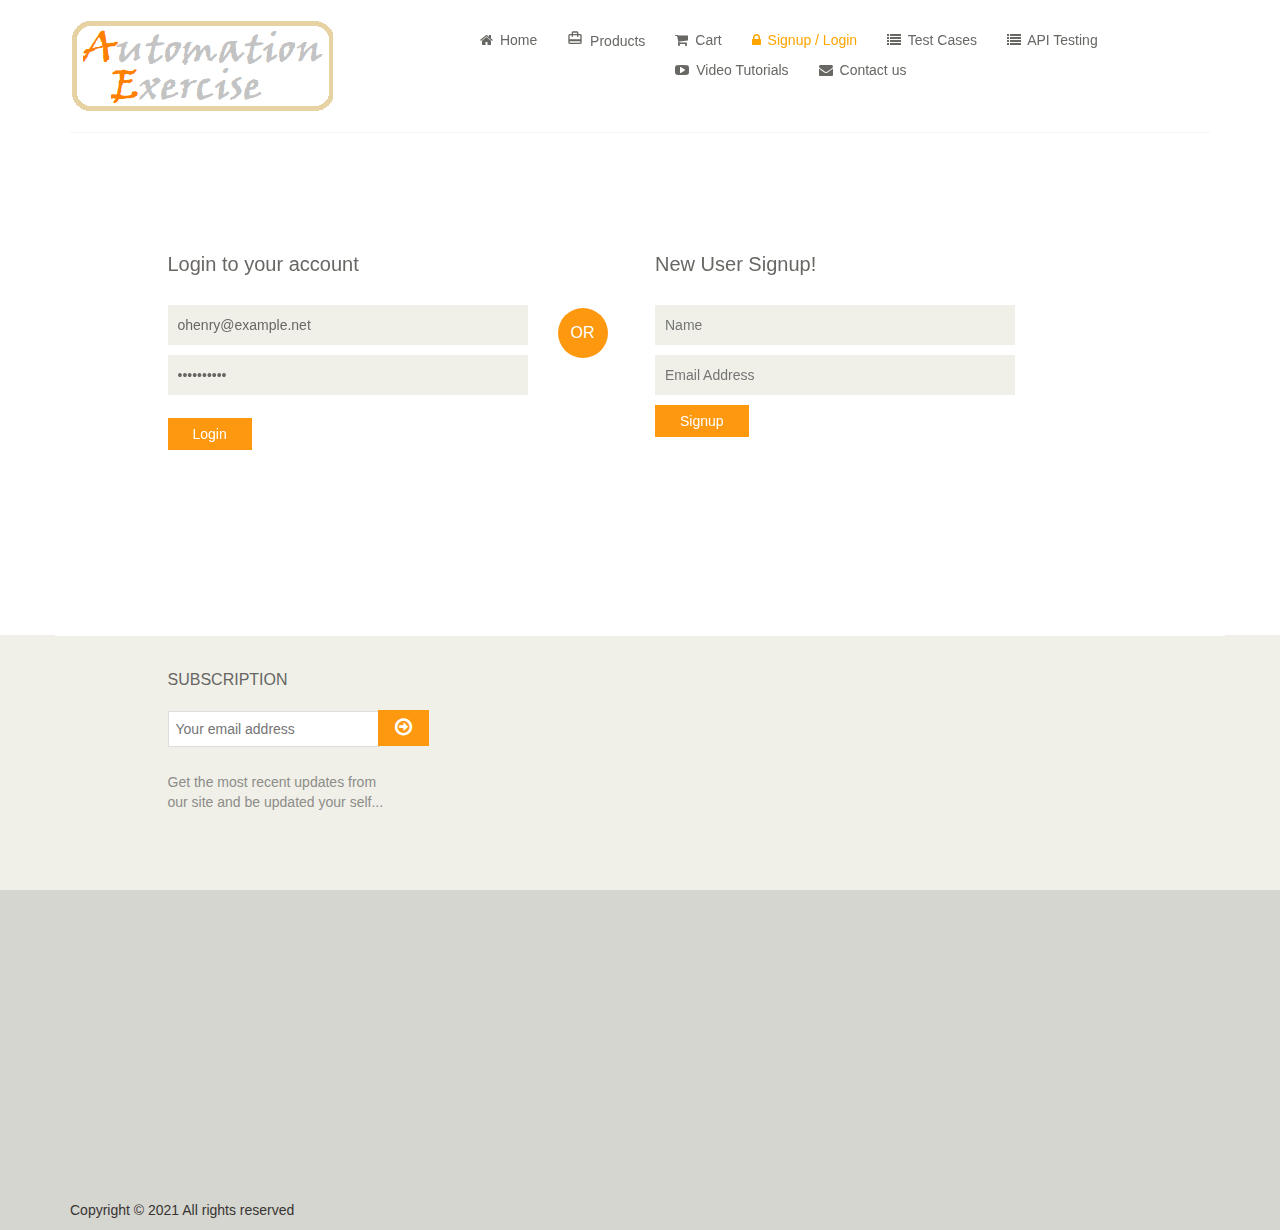 Automation
Exercise
Home Products Cart Signup / Login Test Cases API Testing
Video Tutorials Contact us
Login to your account
ohenry@example.net
••••••••••
Login
OR
New User Signup!
Name
Email Address
Signup
SUBSCRIPTION
Your email address
Get the most recent updates from
our site and be updated your self...
Copyright © 2021 All rights reserved